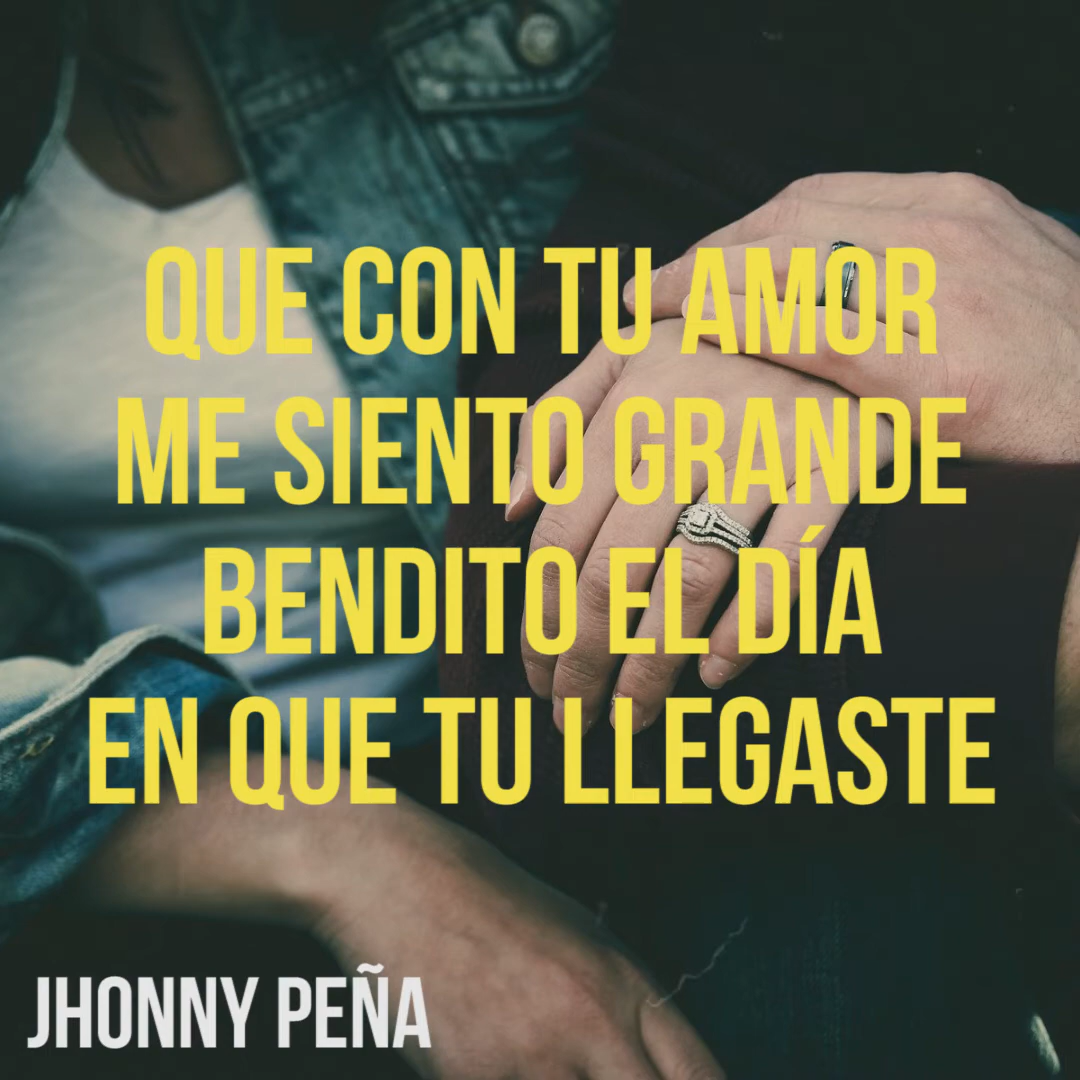 QUE CON TU AMOR
ME SIENTO GRANDE
BENDITO EL DÍA
EN QUE TU LLEGASTE
JHONNY PEÑA